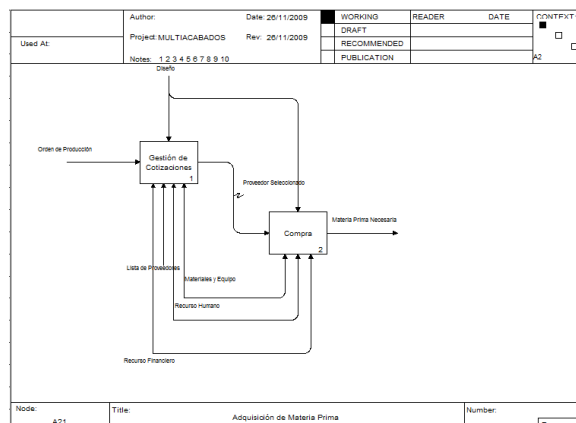 Used At:
Author:
Date: 26/11/2009
Project: MULTIACABADOS
Rev: 26/11/2009
Notes: 1 2 3 4 5 6 7 8 9 10
WORKING
DRAFT
RECOMMENDED
PUBLICATION
READER
DATE
CONTEXT:
A2
Diseño
Orden de Producción
Gestión de
Cotizaciones
1
Proveedor Seleccionado
Compra
2
Materia Prima Necesaria
Lista de Proveedores
Materiales y Equipo
Recurso Humano
Recurso Financiero
Node:
A21
Title:
Adquisición de Materia Prima
Number: